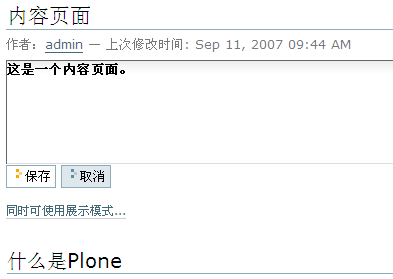 内容页面
作者: admin — 上次修改时间: Sep 11, 2007 09:44 AM
这是一个内容页面。
保存 取消
同时可使用展示模式...
什么是Plone